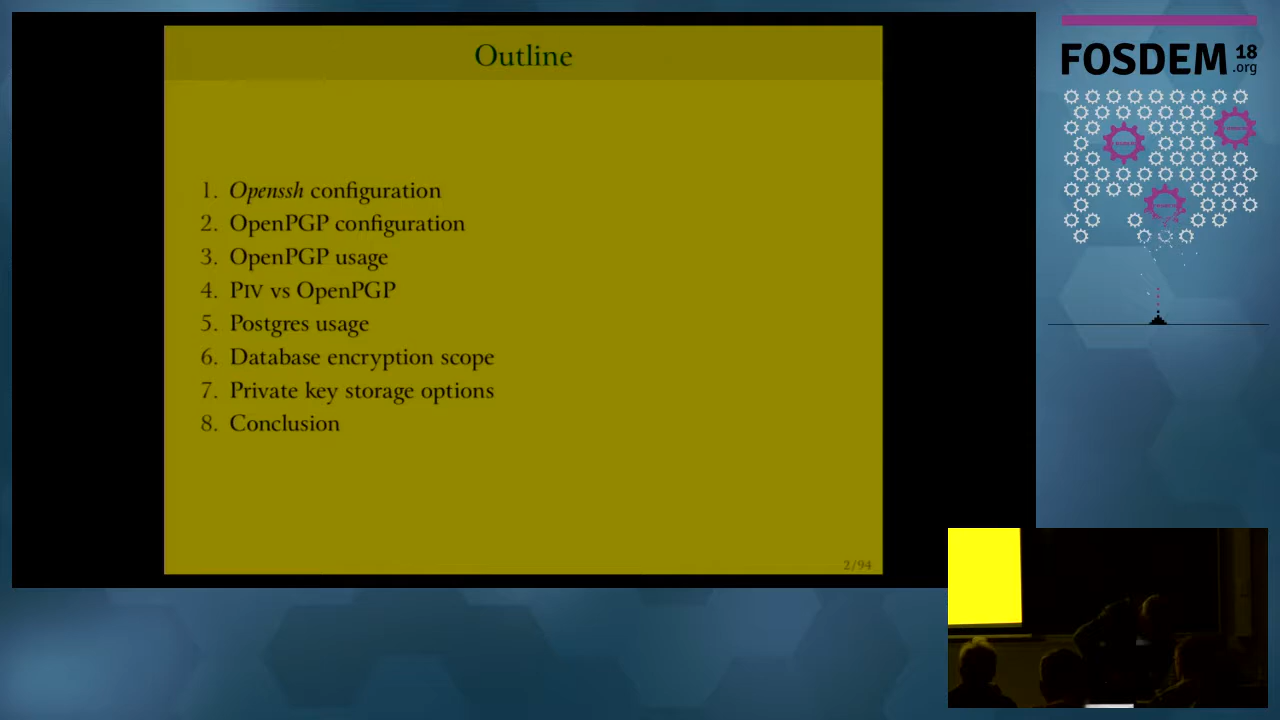 Outline
1. Openssh configuration
2. OpenPGP configuration
3. OpenPGP usage
4. PIV vs OpenPGP
5. Postgres usage
6. Database encryption scope
7. Private key storage options
8. Conclusion
2/94
FOSDEM 18
.org